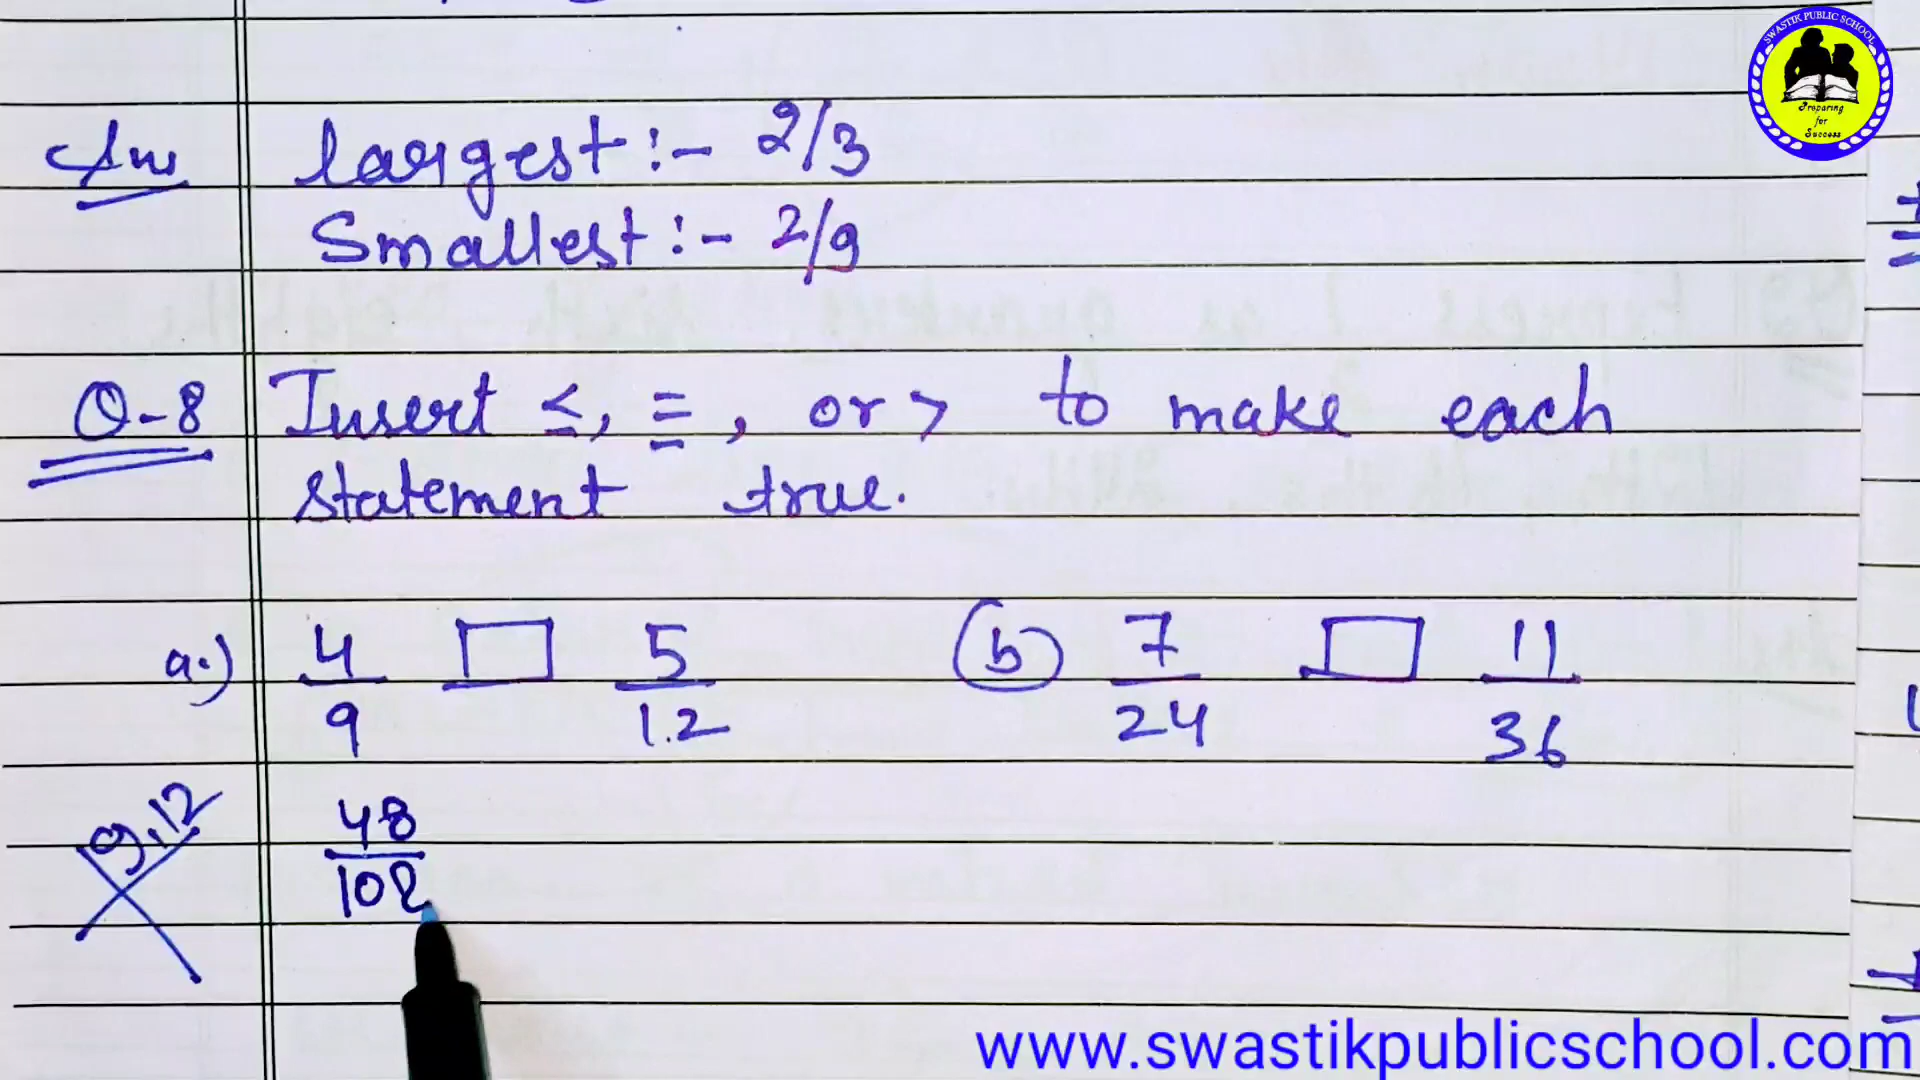 SWASTIK PUBLIC SCHOOL
Preparing
for
Success
Ans largest :- 2/3
Smallest :- 2/9
Q-8 Insert <, =, or > to make each
statement true.
a.) 4/9 □ 5/12 (b) 7/24 □ 11/36
9,12
48/102
www.swastikpublicschool.com